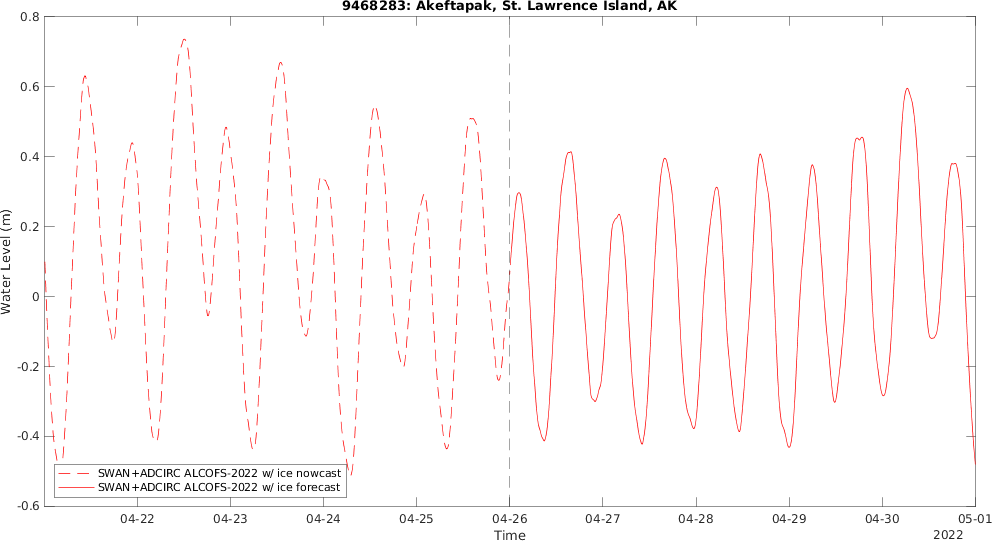 9468283: Akeftapak, St. Lawrence Island, AK
0.8
0.6
0.4
0.2
0
-0.2
-0.4
-0.6
Water Level (m)
SWAN+ADCIRC ALCOFS-2022 w/ ice nowcast
SWAN+ADCIRC ALCOFS-2022 w/ ice forecast
04-22 04-23 04-24 04-25 04-26 04-27 04-28 04-29 04-30 05-01
Time
2022